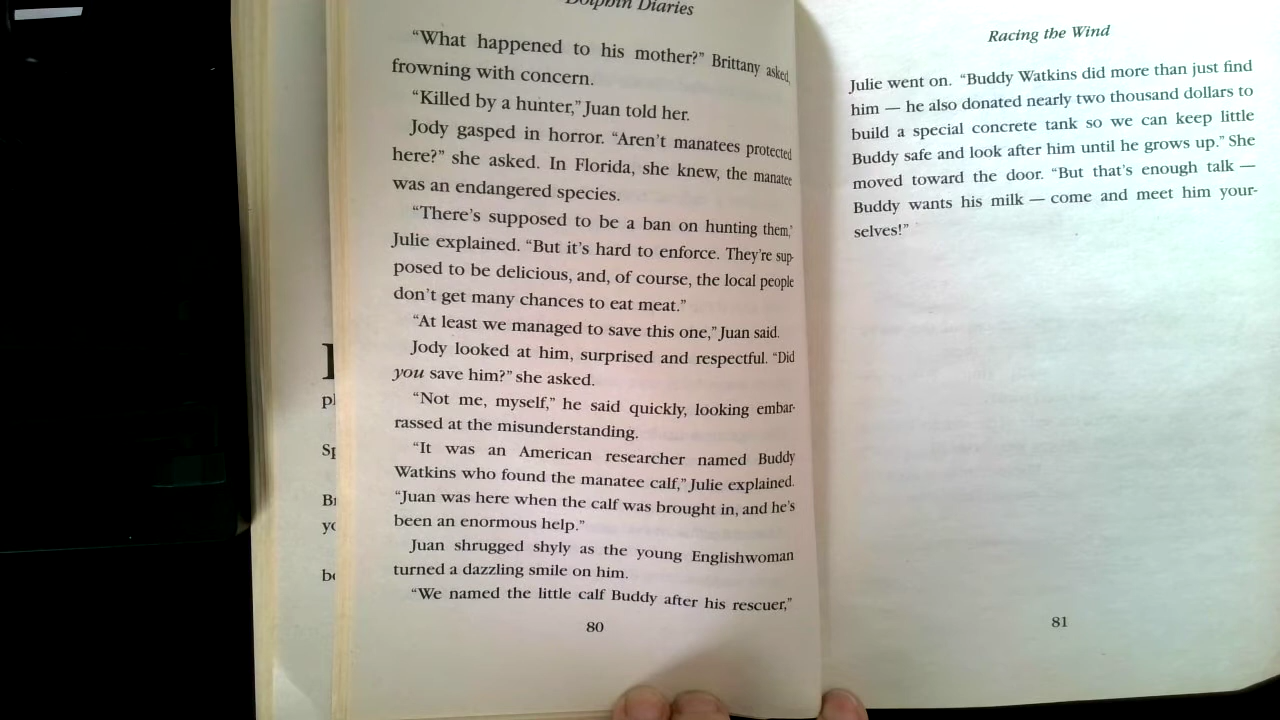 Dolphin Diaries
"What happened to his mother?" Brittany asked,
frowning with concern.
"Killed by a hunter," Juan told her.
Jody gasped in horror. "Aren't manatees protected
here?" she asked. In Florida, she knew, the manatee
was an endangered species.
"There's supposed to be a ban on hunting them,"
Julie explained. "But it's hard to enforce. They're sup-
posed to be delicious, and, of course, the local people
don't get many chances to eat meat."
"At least we managed to save this one," Juan said.
Jody looked at him, surprised and respectful. "Did
you save him?" she asked.
"Not me, myself," he said quickly, looking embar-
rassed at the misunderstanding.
"It was an American researcher named Buddy
Watkins who found the manatee calf," Julie explained.
"Juan was here when the calf was brought in, and he's
been an enormous help."
Juan shrugged shyly as the young Englishwoman
turned a dazzling smile on him.
"We named the little calf Buddy after his rescuer,"
80
Racing the Wind
Julie went on. "Buddy Watkins did more than just find
him — he also donated nearly two thousand dollars to
build a special concrete tank so we can keep little
Buddy safe and look after him until he grows up." She
moved toward the door. "But that's enough talk —
Buddy wants his milk — come and meet him your-
selves!"
81